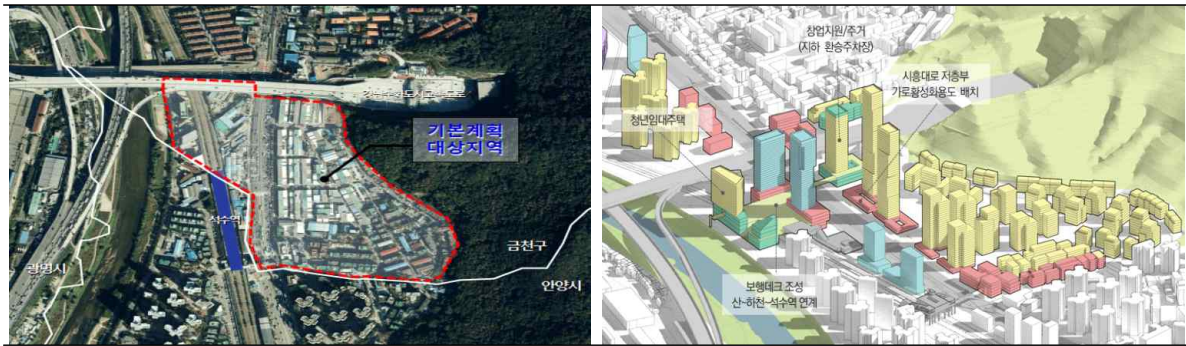 기본계획
대상지역
석수역
광명시
금천구
안양시
창업지원/주거
(지하 환승주차장)
시흥대로 저층부
가로활성화용도 배치
청년임대주택
보행데크 조성
산~하천~석수역 연계